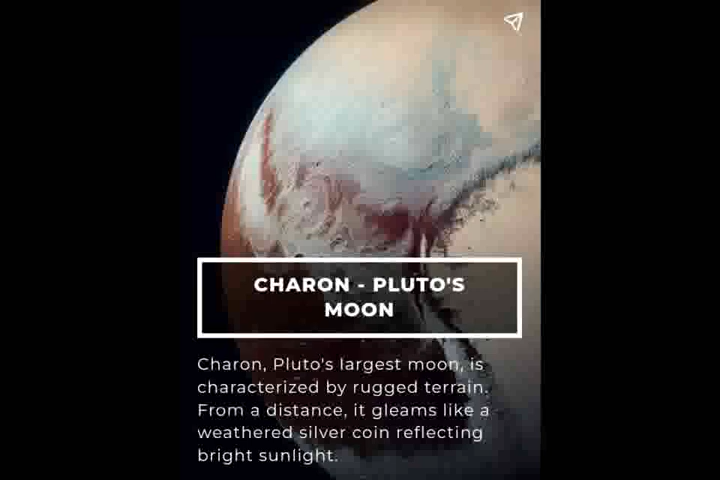 CHARON - PLUTO'S
MOON
Charon, Pluto's largest moon, is
characterized by rugged terrain.
From a distance, it gleams like a
weathered silver coin reflecting
bright sunlight.